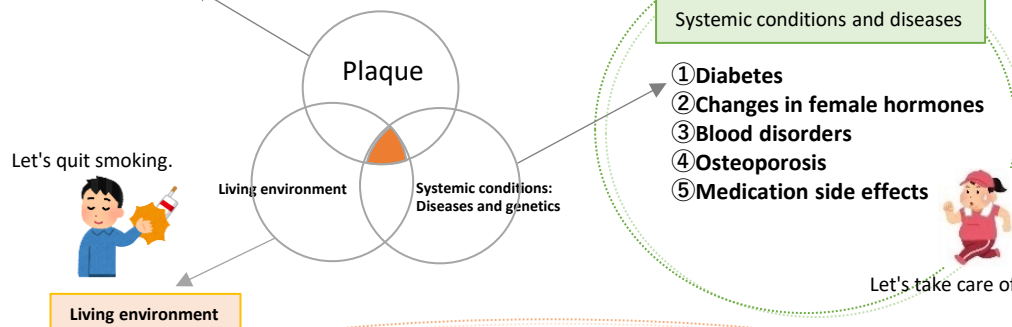 Systemic conditions and diseases
Plaque
①Diabetes
②Changes in female hormones
③Blood disorders
④Osteoporosis
⑤Medication side effects
Let's quit smoking.
Living environment
Systemic conditions:
Diseases and genetics
Let's take care of
Living environment